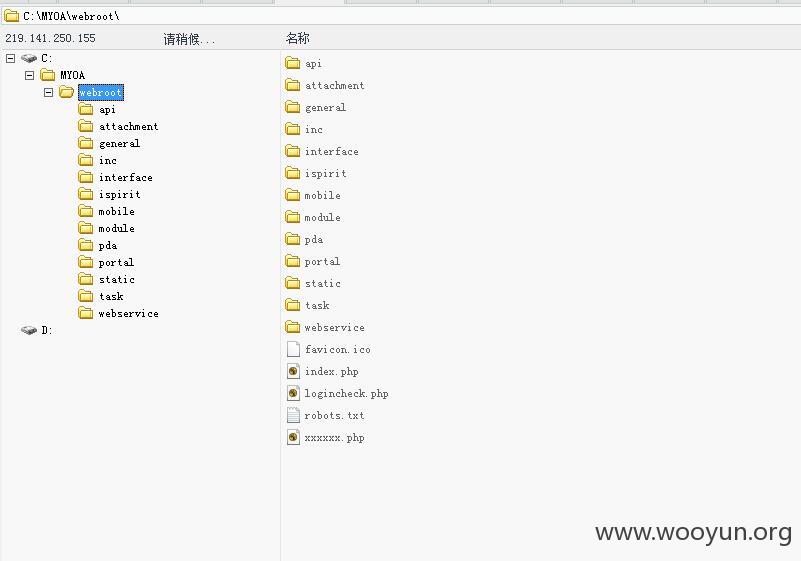 C:\MYOA\webroot\
219.141.250.155 请稍候... 名称
C:
MYOA
webroot
api
attachment
general
inc
interface
ispirit
mobile
module
pda
portal
static
task
webservice
D:
api
attachment
general
inc
interface
ispirit
mobile
module
pda
portal
static
task
webservice
favicon.ico
index.php
logincheck.php
robots.txt
xxxxxx.php
www.wooyun.org